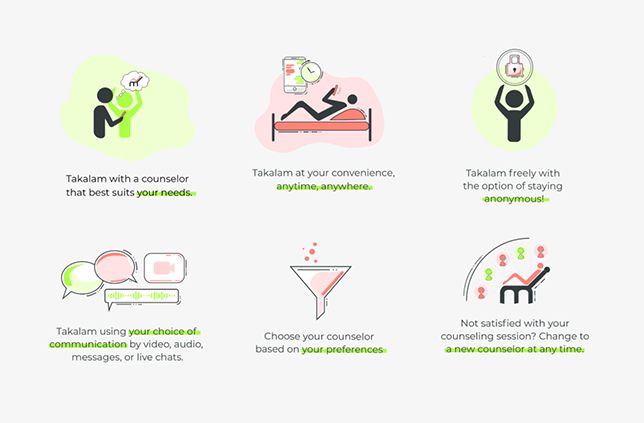 Takalam with a counselor
that best suits your needs.
Takalam at your convenience,
anytime, anywhere.
Takalam freely with
the option of staying
anonymous!
Takalam using your choice of
communication by video, audio,
messages, or live chats.
Choose your counselor
based on your preferences
Not satisfied with your
counseling session? Change to
a new counselor at any time.